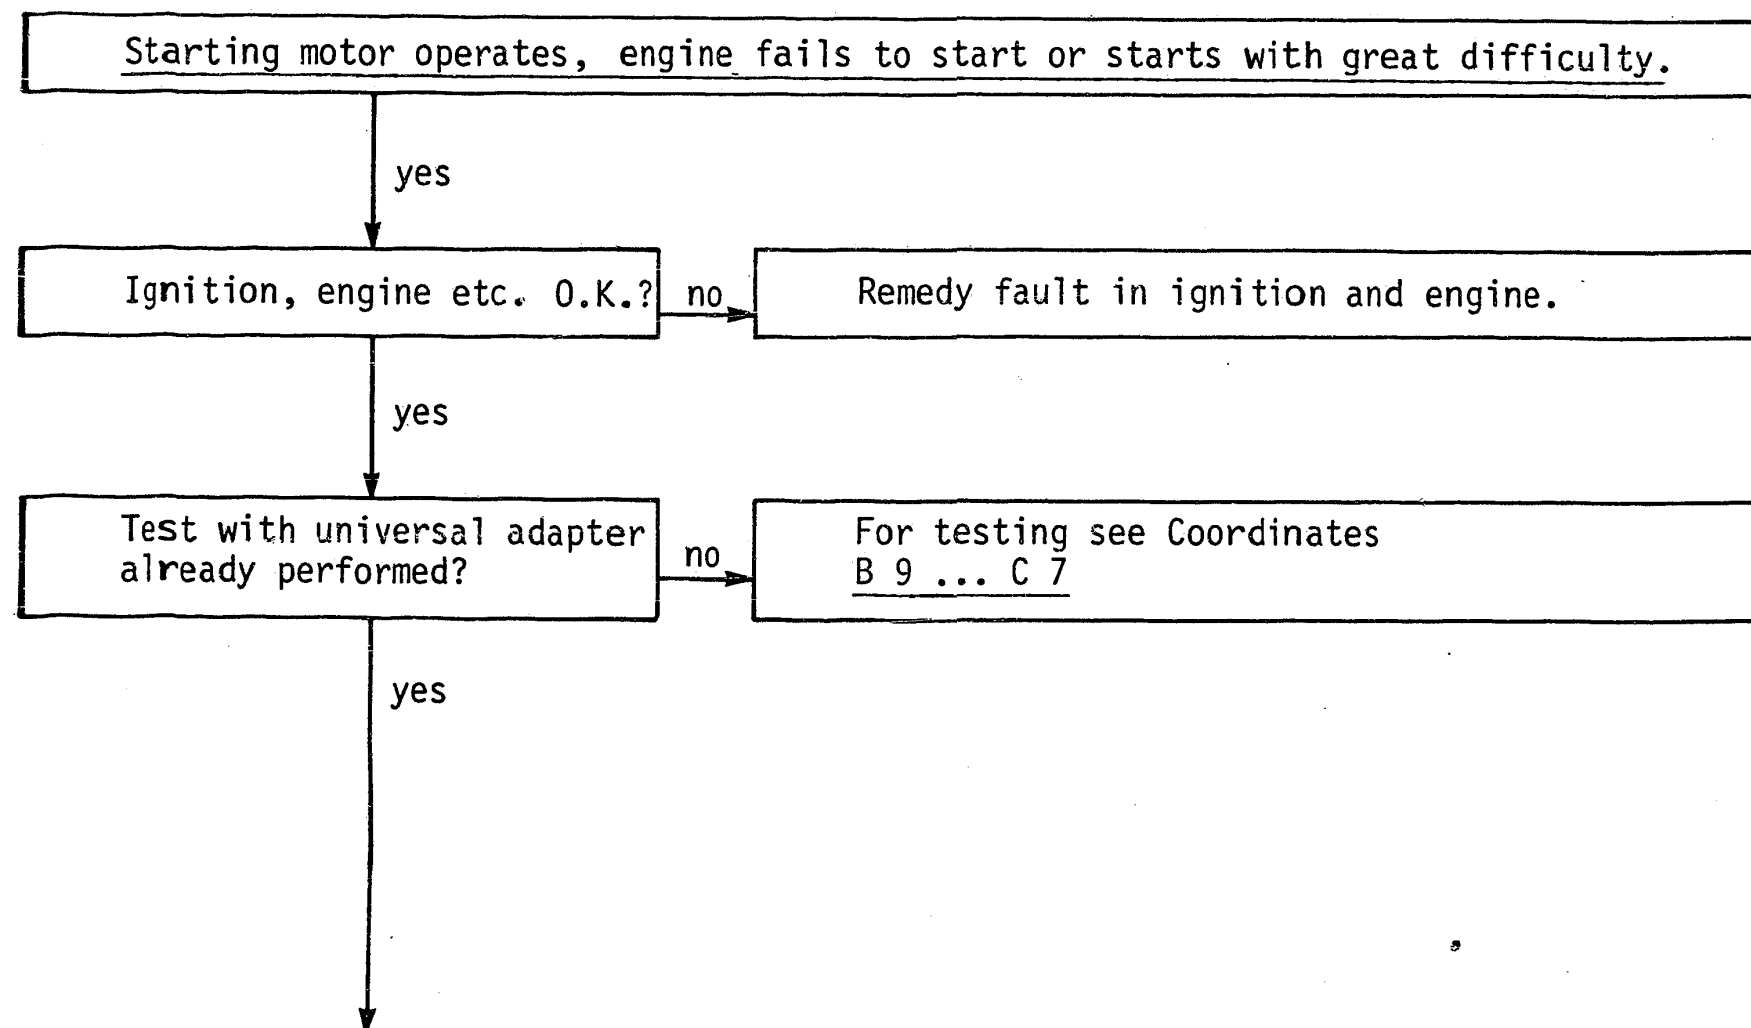 Starting motor operates, engine fails to start or starts with great difficulty.
yes
Ignition, engine etc. O.K.?
no
Remedy fault in ignition and engine.
yes
Test with universal adapter
already performed?
no
For testing see Coordinates
B 9 ... C 7
yes